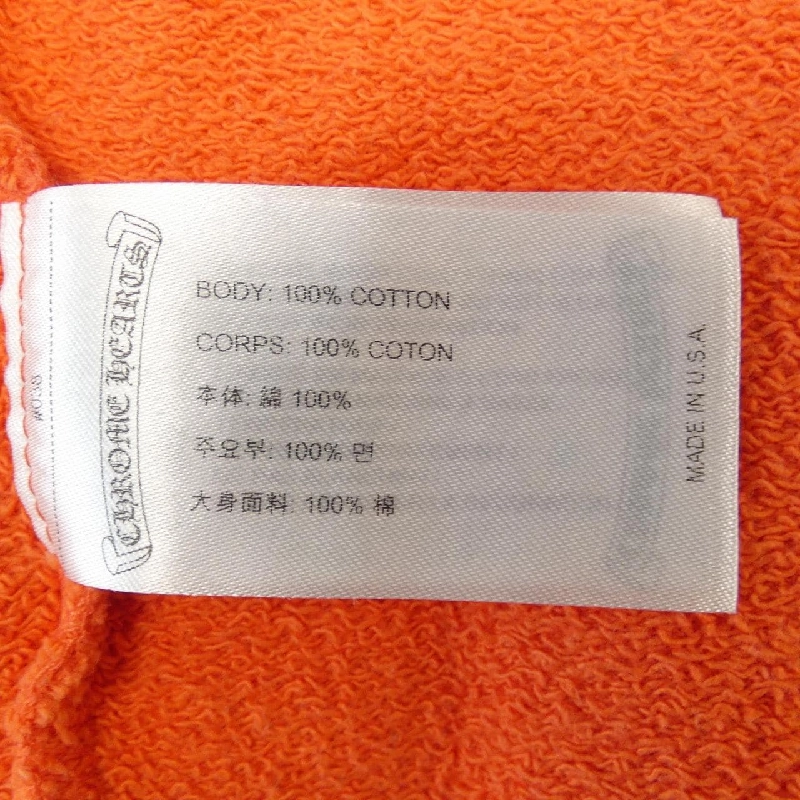 CHROME HEARTS
BODY: 100% COTTON
CORPS: 100% COTON
本体: 綿 100%
주요부: 100% 면
大身面料: 100% 棉
MADE IN U.S.A.